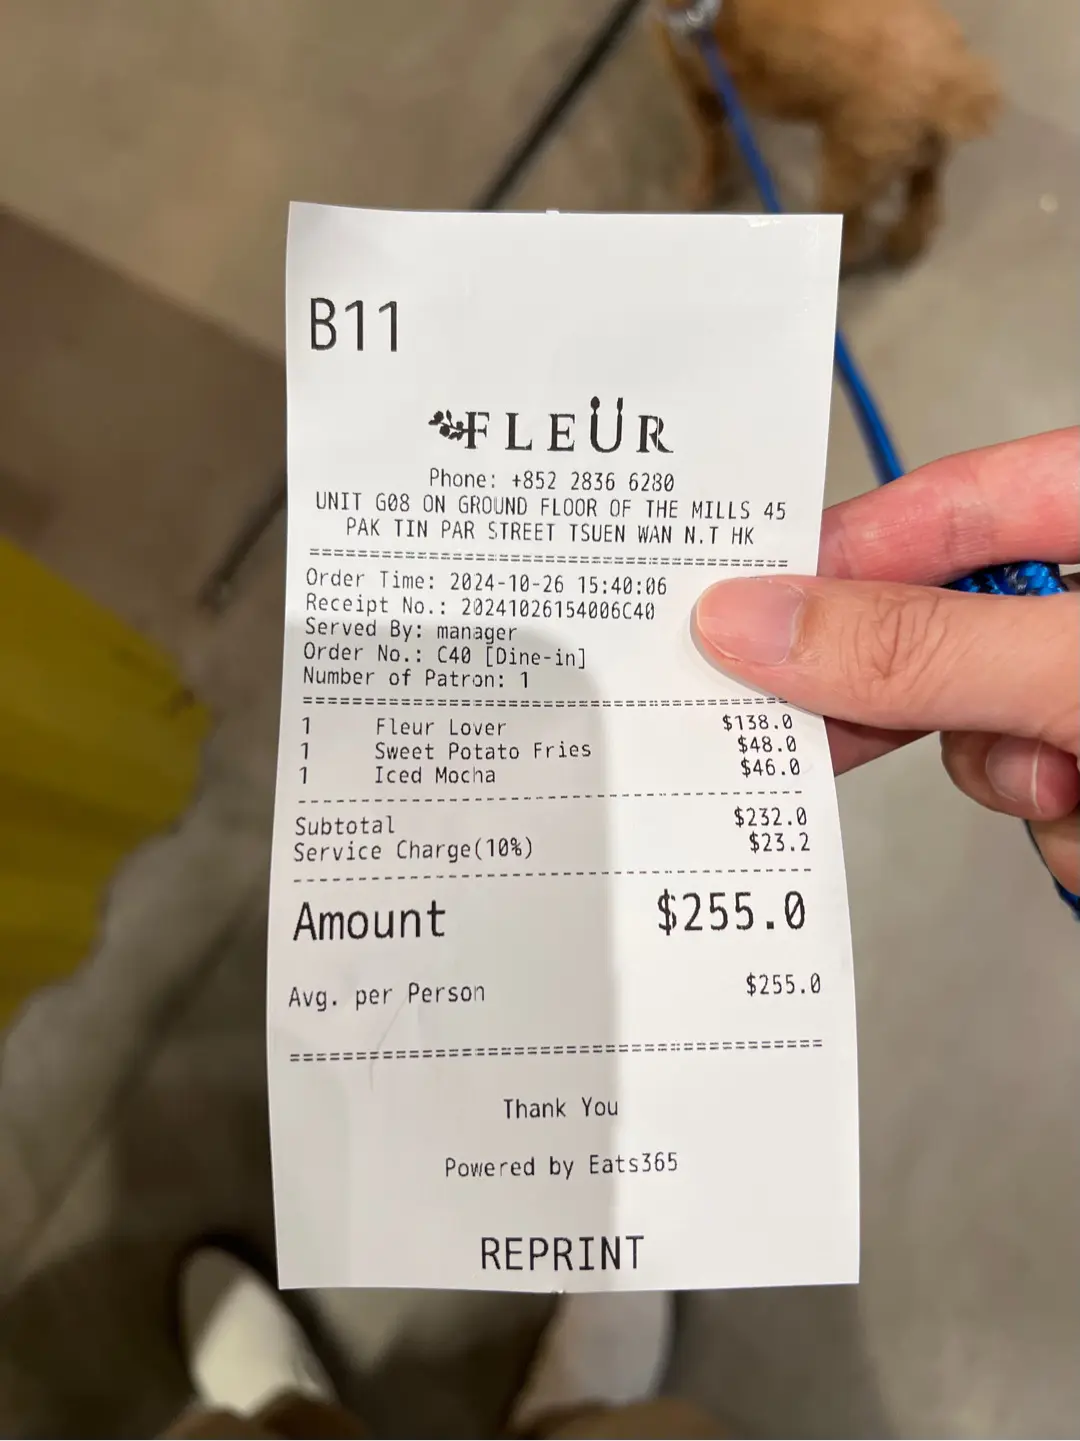 B11
FLEUR
Phone: +852 2836 6280
UNIT G08 ON GROUND FLOOR OF THE MILLS 45
PAK TIN PAR STREET TSUEN WAN N.T HK
=========================================
Order Time: 2024-10-26 15:40:06
Receipt No.: 20241026154006C40
Served By: manager
Order No.: C40 [Dine-in]
Number of Patron: 1
=========================================
1 Fleur Lover $138.0
1 Sweet Potato Fries $48.0
1 Iced Mocha $46.0
-----------------------------------------
Subtotal $232.0
Service Charge(10%) $23.2
-----------------------------------------
Amount $255.0
Avg. per Person $255.0
=========================================
Thank You
Powered by Eats365
REPRINT